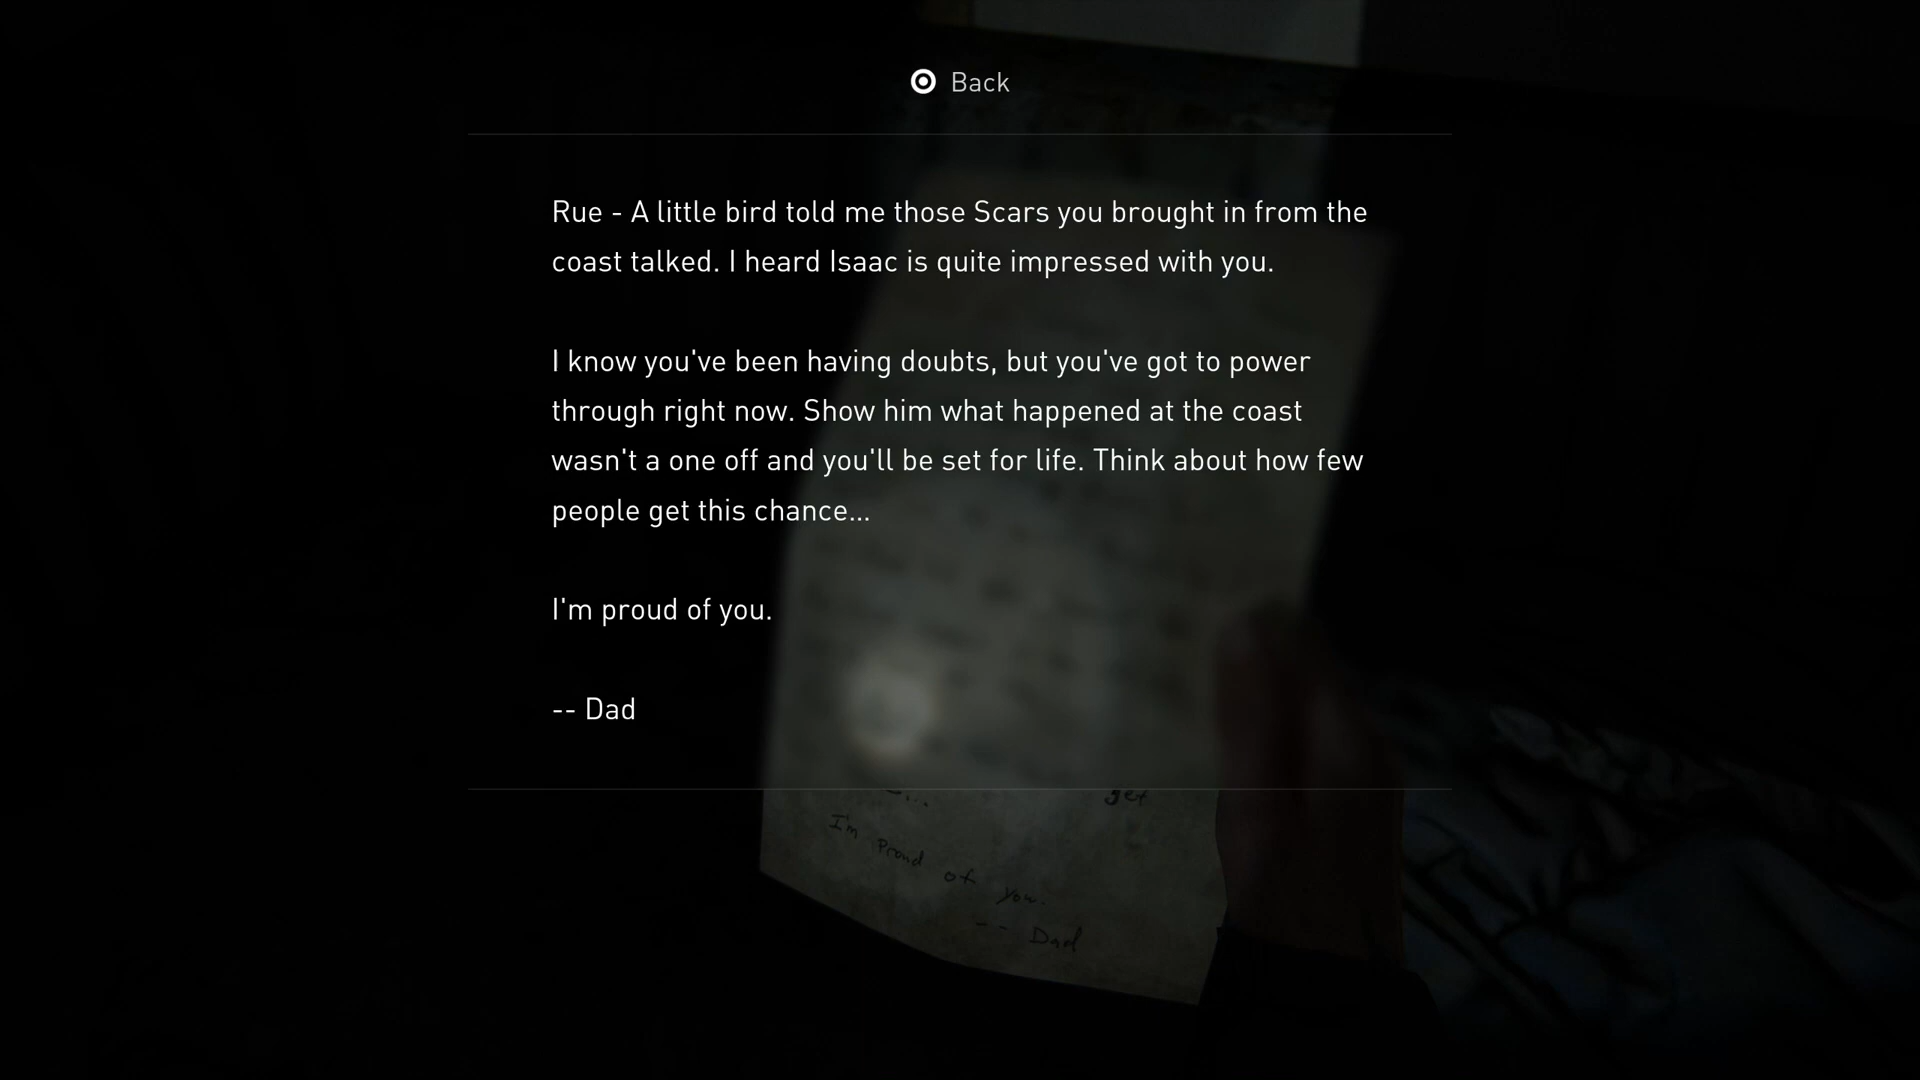 Back
Rue - A little bird told me those Scars you brought in from the
coast talked. I heard Isaac is quite impressed with you.
I know you've been having doubts, but you've got to power
through right now. Show him what happened at the coast
wasn't a one off and you'll be set for life. Think about how few
people get this chance...
I'm proud of you.
-- Dad
get
I'm proud of you.
-- Dad